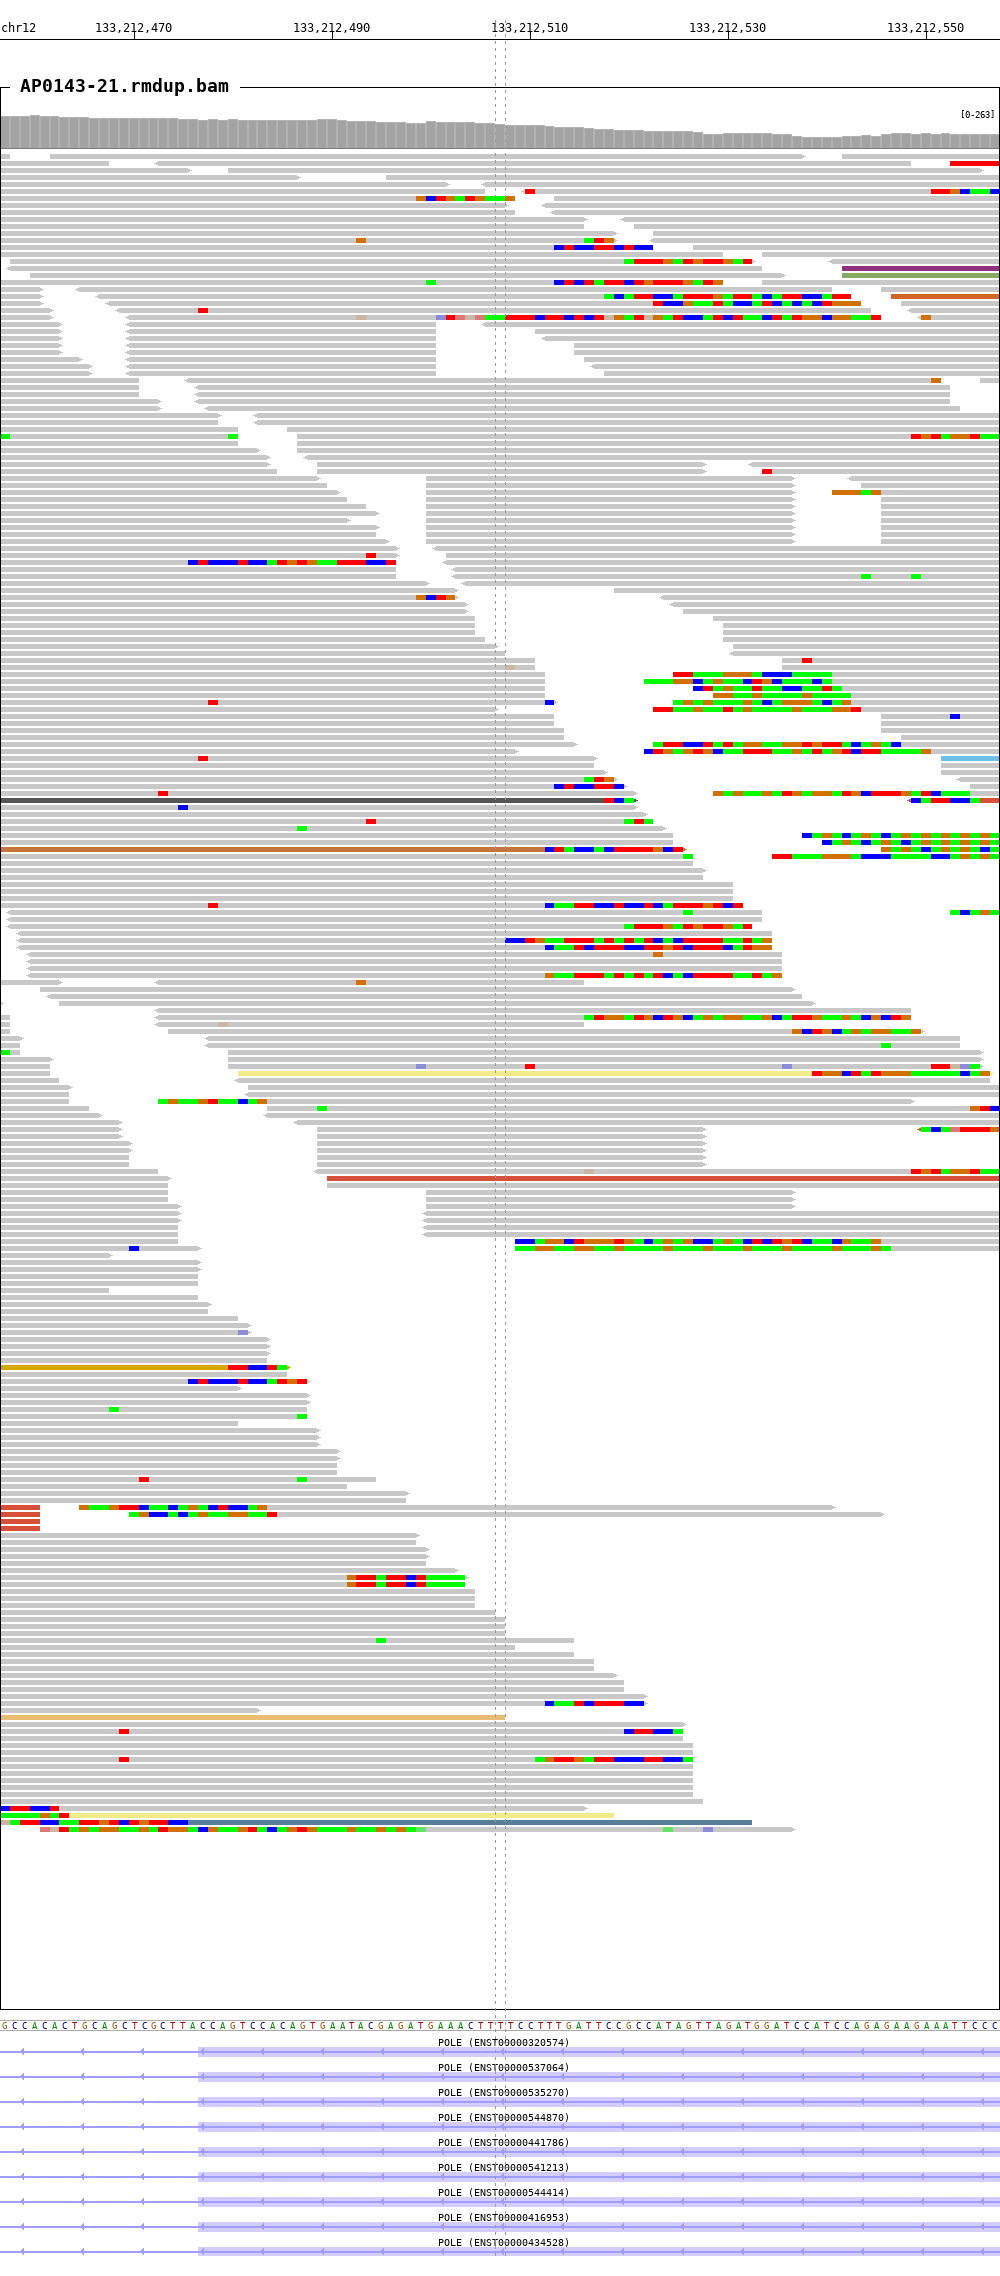 chr12 133,212,470 133,212,490 133,212,510 133,212,530 133,212,550
AP0143-21.rmdup.bam
[0-263]
G C C A C A C T G C A G C T C G C T T A C C A G T C C A C A G T G A A T A C G A G A T G A A A C T T T T C C T T T G A T T C C G C C A T A G T T A G A T G G A T C C A T C C A G A G A A G A A A T T C C C
POLE (ENST00000320574)
POLE (ENST00000537064)
POLE (ENST00000535270)
POLE (ENST00000544870)
POLE (ENST00000441786)
POLE (ENST00000541213)
POLE (ENST00000544414)
POLE (ENST00000416953)
POLE (ENST00000434528)